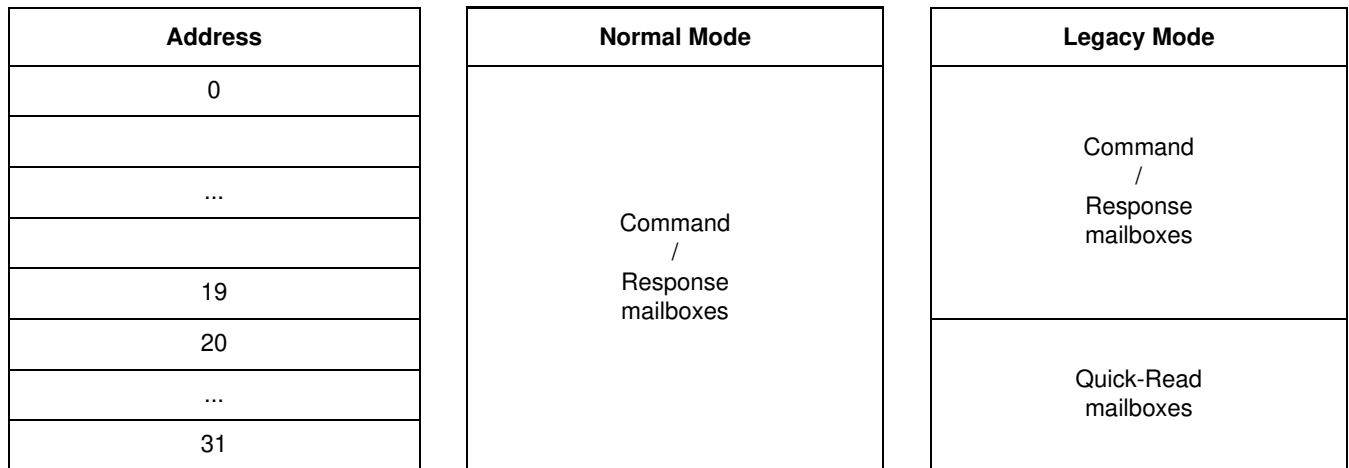 Address
0
...
19
20
...
31
Normal Mode
Command
/
Response
mailboxes
Legacy Mode
Command
/
Response
mailboxes
Quick-Read
mailboxes